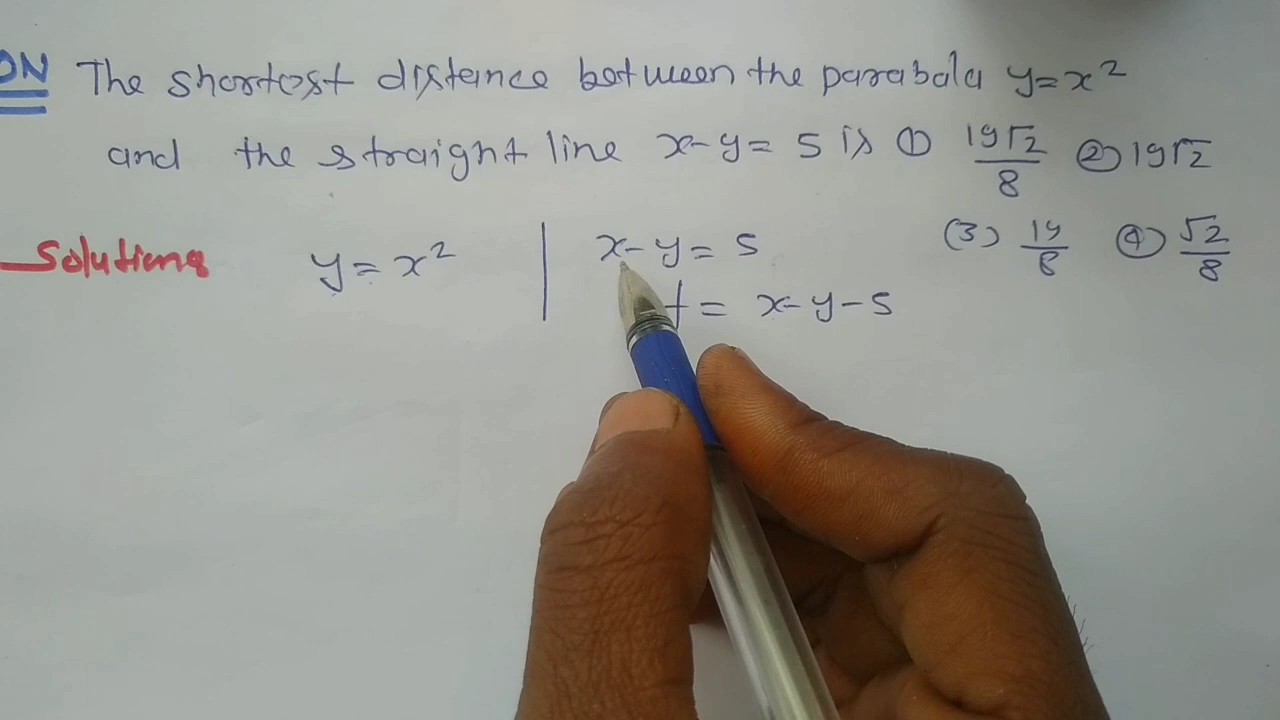 ON The shortest distance between the parabola y=x²
and the straight line x-y= 5 is ① 19√2/8 ② 19√2
Solutions y=x² | x-y=5 (3) 19/8 ④ √2/8
f = x-y-5